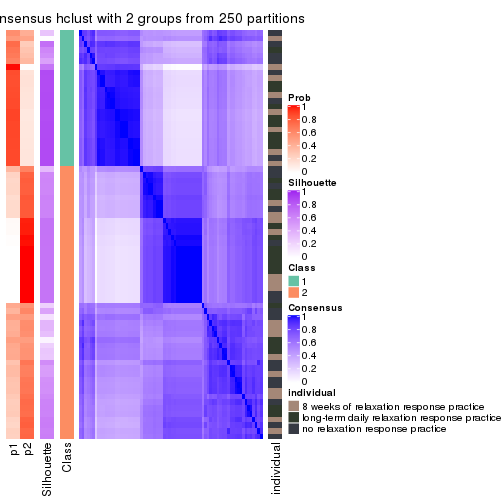 nsensus hclust with 2 groups from 250 partitions
Prob
1
0.8
0.6
0.4
0.2
0
Silhouette
1
0.8
0.6
0.4
0.2
0
Class
1
2
Consensus
1
0.8
0.6
0.4
0.2
0
individual
8 weeks of relaxation response practice
long-term daily relaxation response practice
no relaxation response practice
p1
p2
Silhouette
Class
individual